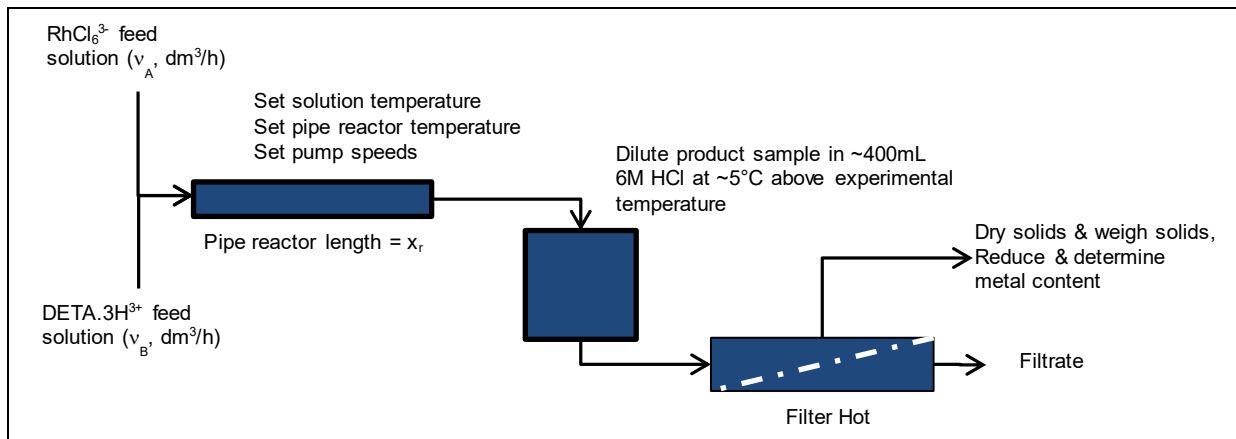 RhCl₆³⁻ feed
solution (ν_A, dm³/h)
Set solution temperature
Set pipe reactor temperature
Set pump speeds
Dilute product sample in ~400mL
6M HCl at ~5°C above experimental
temperature
Pipe reactor length = xᵣ
Dry solids & weigh solids,
Reduce & determine
metal content
DETA.3H³⁺ feed
solution (ν_B, dm³/h)
Filtrate
Filter Hot